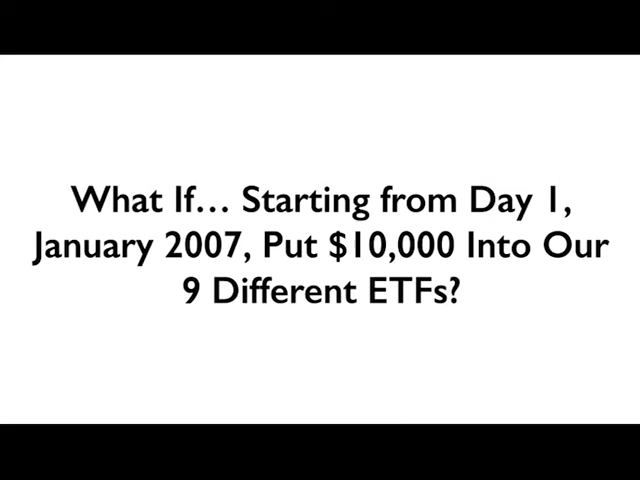 What If... Starting from Day 1,
January 2007, Put $10,000 Into Our
9 Different ETFs?